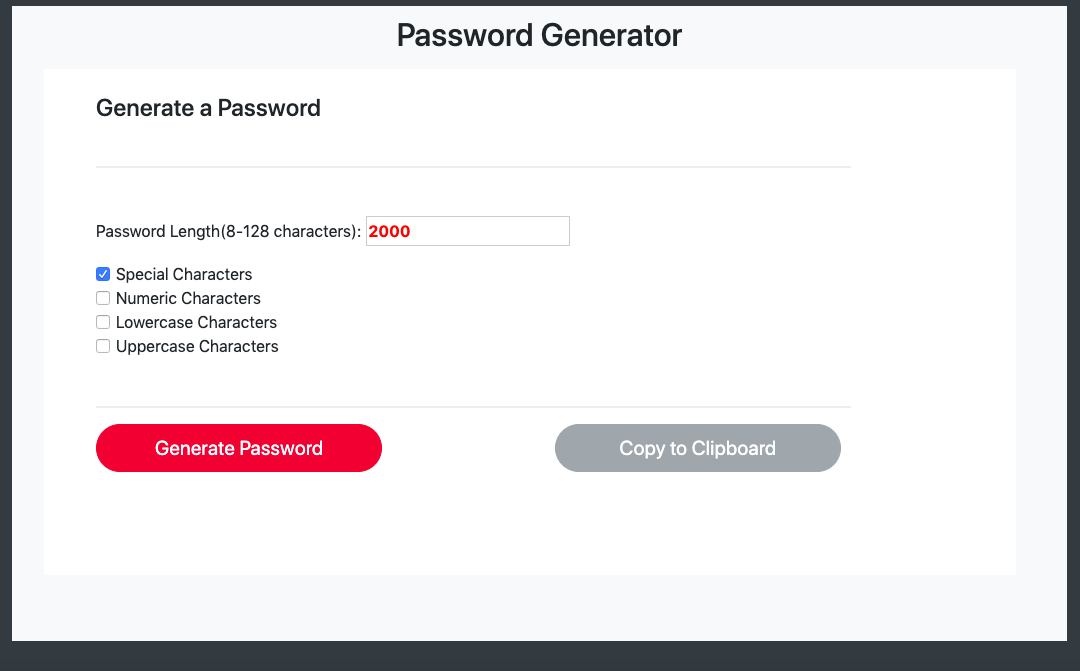 Password Generator
Generate a Password
Password Length(8-128 characters): 2000
Special Characters
Numeric Characters
Lowercase Characters
Uppercase Characters
Generate Password Copy to Clipboard